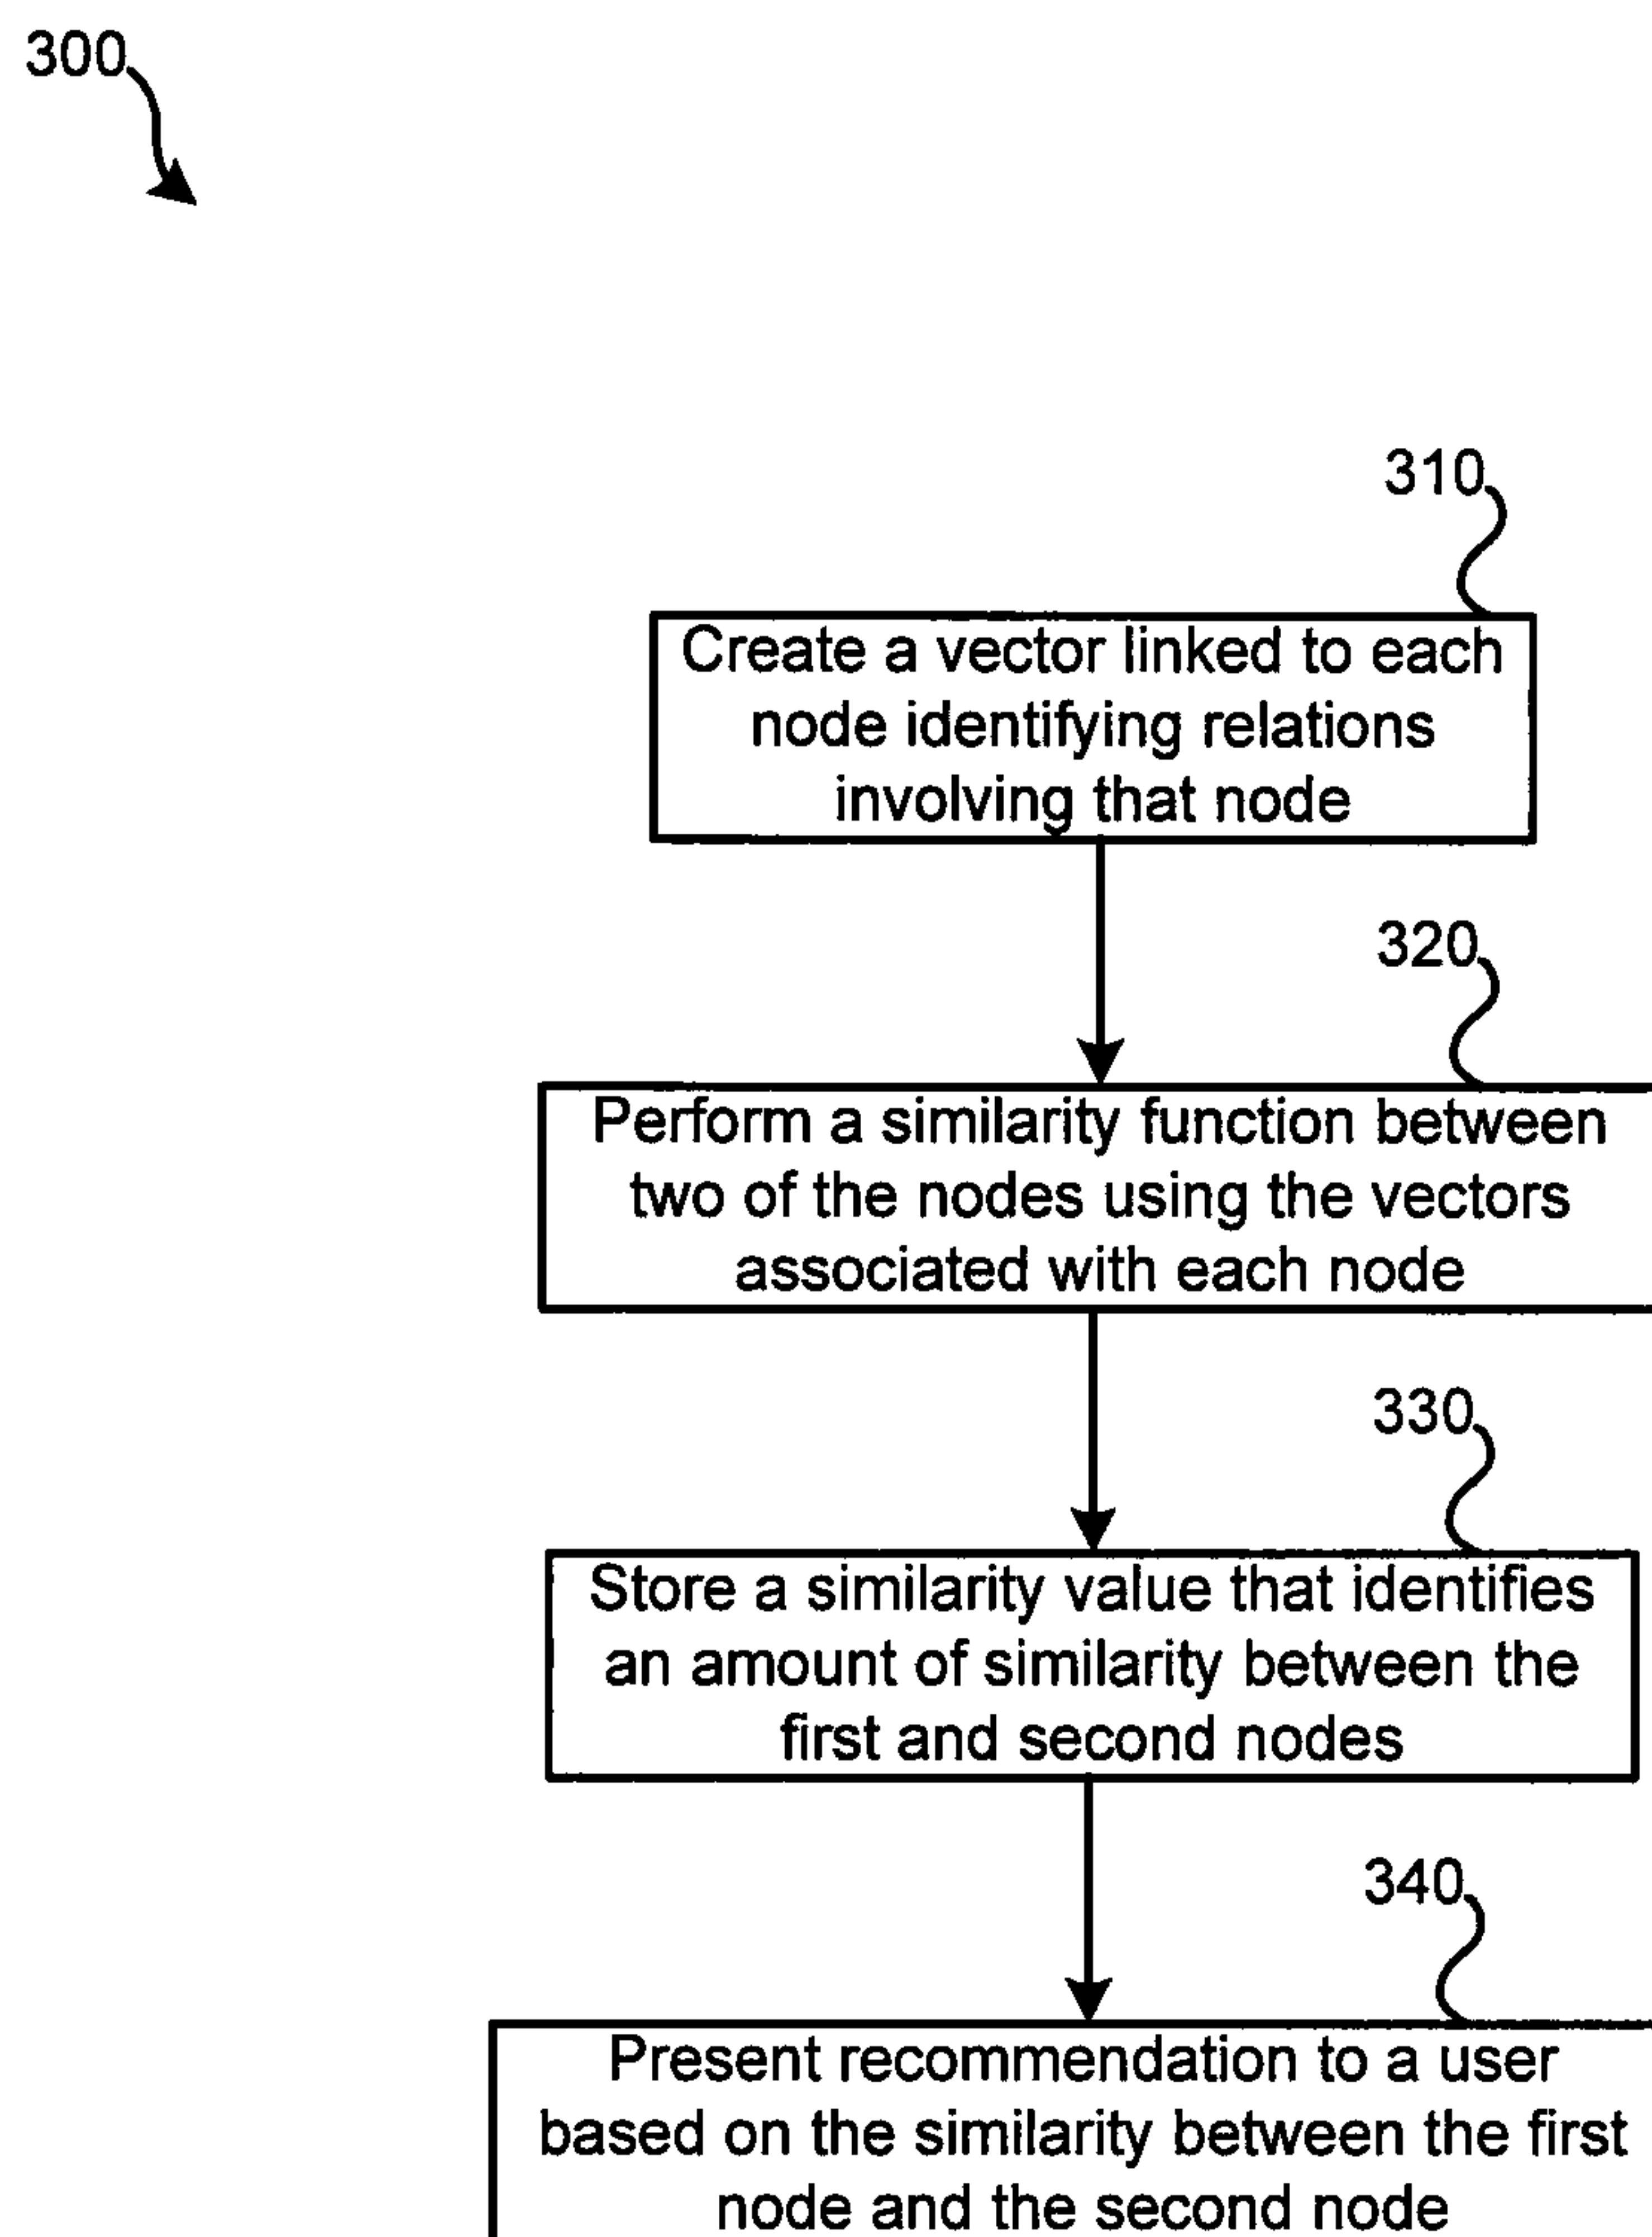 300
310
Create a vector linked to each
node identifying relations
involving that node
320
Perform a similarity function between
two of the nodes using the vectors
associated with each node
330
Store a similarity value that identifies
an amount of similarity between the
first and second nodes
340
Present recommendation to a user
based on the similarity between the first
node and the second node